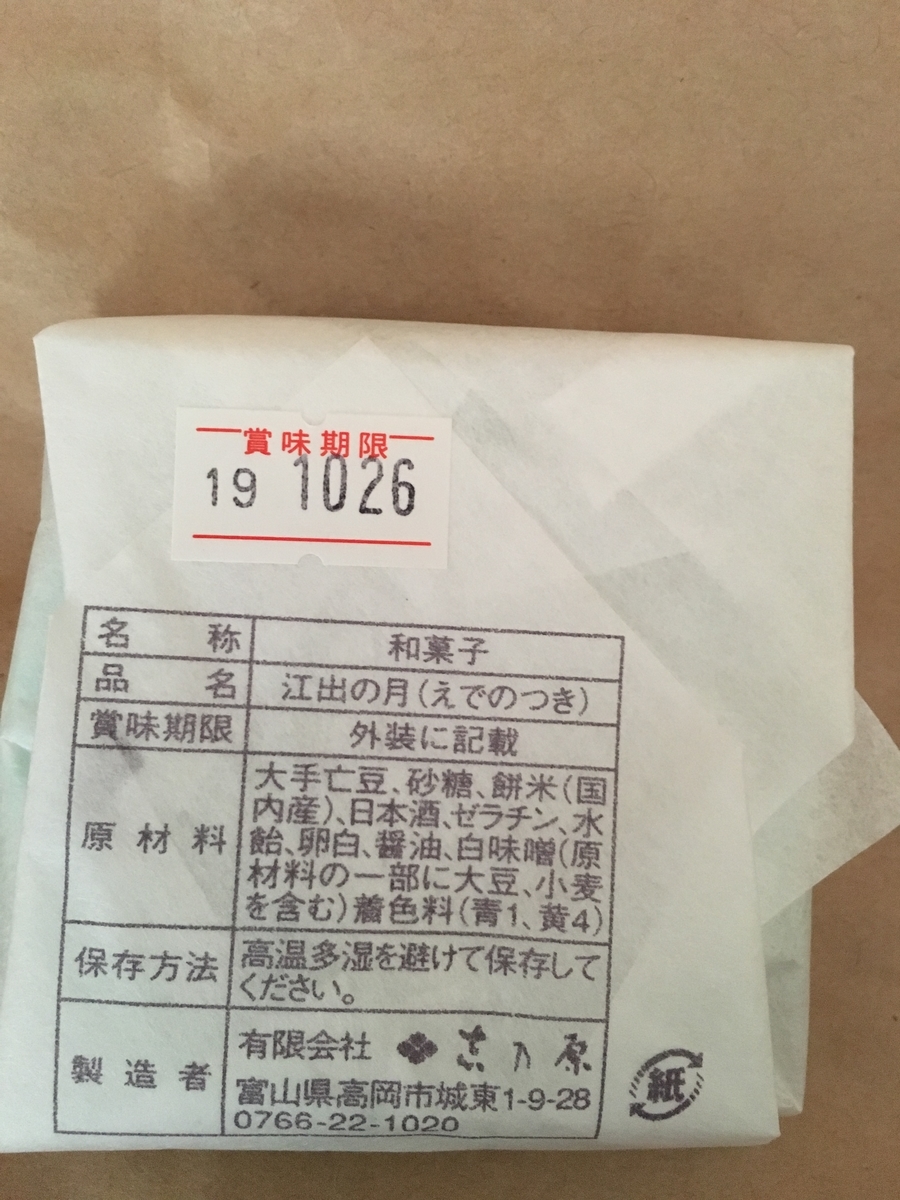 賞味期限
19 1026
名称 和菓子
品名 江出の月(えでのつき)
賞味期限 外装に記載
原材料 大手亡豆、砂糖、餅米(国
内産)、日本酒、ゼラチン、水
飴、卵白、醤油、白味噌(原
材料の一部に大豆、小麦
を含む)着色料(青1、黄4)
保存方法 高温多湿を避けて保存して
ください。
製造者 有限会社 志乃原
富山県高岡市城東1-9-28
0766-22-1020
紙